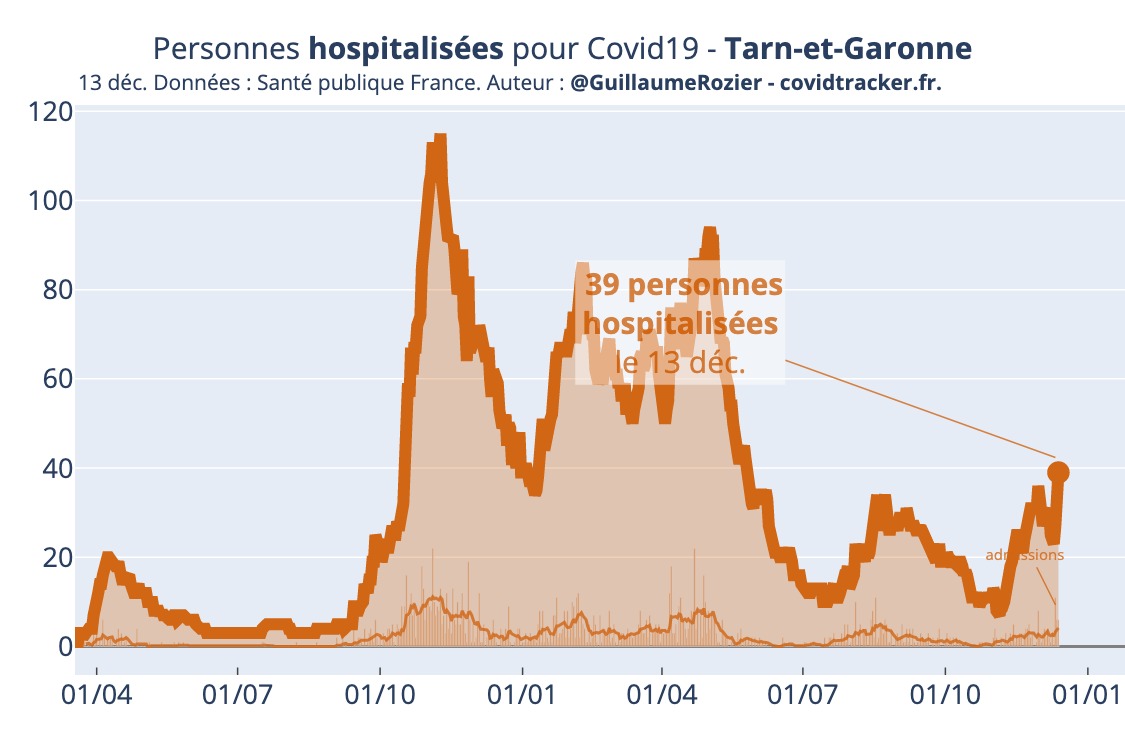 Personnes hospitalisées pour Covid19 - Tarn-et-Garonne
13 déc. Données : Santé publique France. Auteur : @GuillaumeRozier - covidtracker.fr.
120
100
80
60
40
20
0
39 personnes
hospitalisées
le 13 déc.
admissions
01/04 01/07 01/10 01/01 01/04 01/07 01/10 01/01